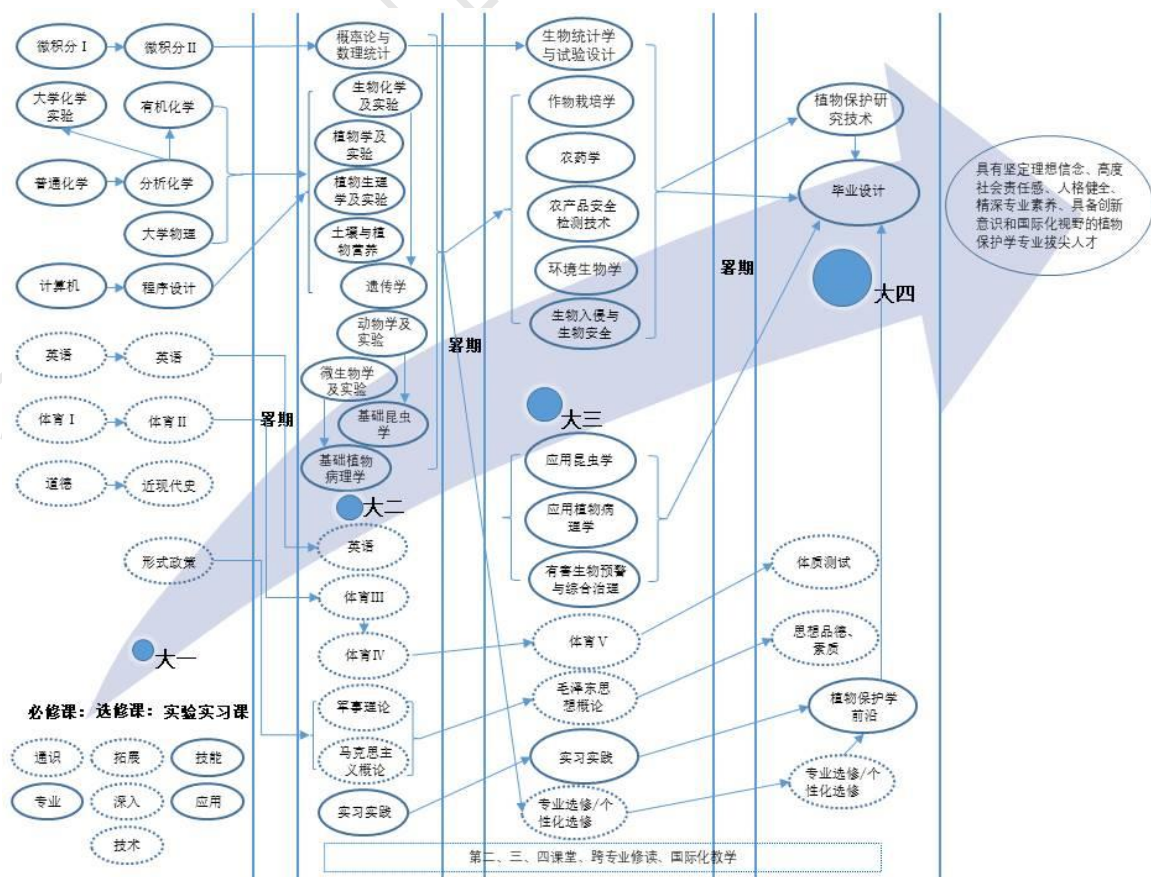 微积分Ⅰ
微积分Ⅱ
大学化学
实验
有机化学
普通化学
分析化学
大学物理
计算机
程序设计
英语
英语
体育Ⅰ
体育Ⅱ
道德
近现代史
形式政策
大一
必修课：
选修课：
实验实习课
通识
拓展
技能
专业
深入
应用
技术
署期
概率论与
数理统计
生物化学
及实验
植物学及
实验
植物生理
学及实验
土壤与植
物营养
遗传学
动物学及
实验
微生物学
及实验
基础昆虫
学
基础植物
病理学
大二
英语
体育Ⅲ
体育Ⅳ
军事理论
马克思主
义概论
实习实践
署期
生物统计学
与试验设计
作物栽培学
农药学
农产品安全
检测技术
环境生物学
生物入侵与
生物安全
大三
应用昆虫学
应用植物病
理学
有害生物预警
与综合治理
体育Ⅴ
毛泽东思
想概论
实习实践
专业选修/个
性化选修
署期
植物保护研
究技术
毕业设计
大四
体质测试
思想品德、
素质
植物保护学
前沿
专业选修/个
性化选修
具有坚定理想信念、高度
社会责任感、人格健全、
精深专业素养、具备创新
意识和国际化视野的植物
保护学专业拔尖人才
第二、三、四课堂、跨专业修读、国际化教学